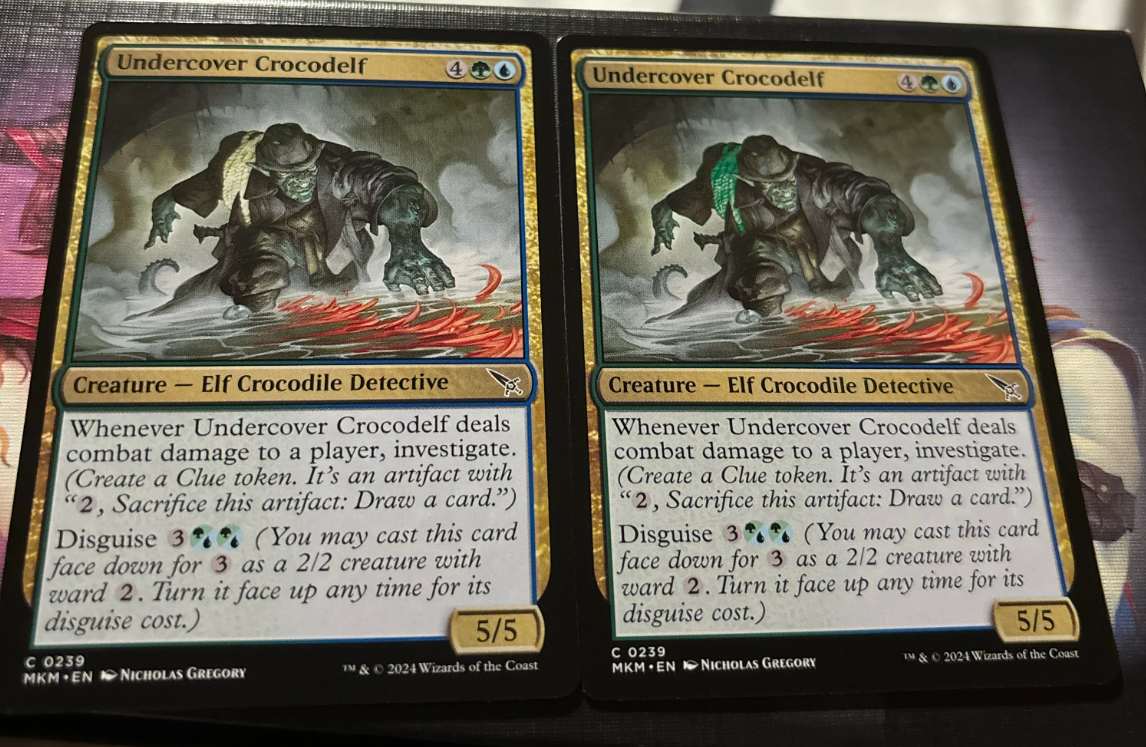 Undercover Crocodelf 4
Creature — Elf Crocodile Detective
Whenever Undercover Crocodelf deals
combat damage to a player, investigate.
(Create a Clue token. It's an artifact with
“2, Sacrifice this artifact: Draw a card.”)
Disguise 3 (You may cast this card
face down for 3 as a 2/2 creature with
ward 2. Turn it face up any time for its
disguise cost.)
5/5
C 0239
MKM • EN Nicholas Gregory
™ & © 2024 Wizards of the Coast
Undercover Crocodelf 4
Creature — Elf Crocodile Detective
Whenever Undercover Crocodelf deals
combat damage to a player, investigate.
(Create a Clue token. It's an artifact with
“2, Sacrifice this artifact: Draw a card.”)
Disguise 3 (You may cast this card
face down for 3 as a 2/2 creature with
ward 2. Turn it face up any time for its
disguise cost.)
5/5
C 0239
MKM • EN Nicholas Gregory
™ & © 2024 Wizards of the Coast